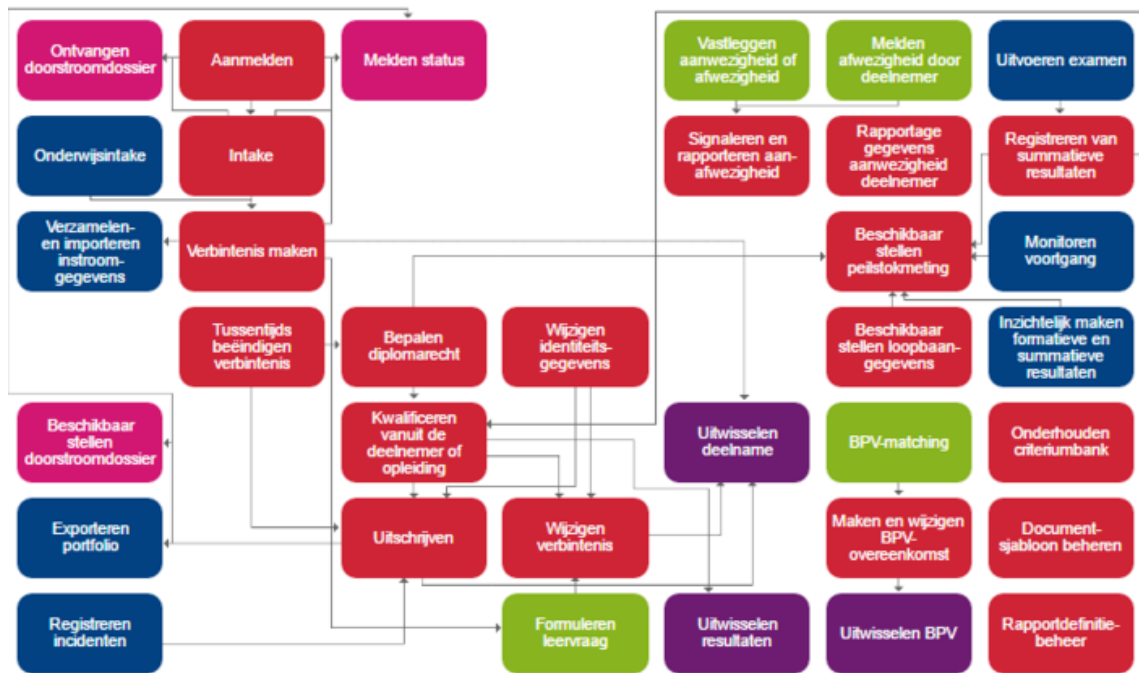 Ontvangen
doorstroomdossier
Aanmelden
Melden status
Vastleggen
aanwezigheid of
afwezigheid
Melden
afwezigheid door
deelnemer
Uitvoeren examen
Onderwijsintake
Intake
Signaleren en
rapporteren aan-
afwezigheid
Rapportage
gegevens
aanwezigheid
deelnemer
Registreren van
summatieve
resultaten
Verzamelen-
en importeren
instroom-
gegevens
Verbintenis maken
Beschikbaar
stellen
peilstokmeting
Monitoren
voortgang
Tussentijds
beëindigen
verbintenis
Bepalen
diplomarecht
Wijzigen
identiteits-
gegevens
Beschikbaar
stellen loopbaan-
gegevens
Inzichtelijk maken
formatieve en
summatieve
resultaten
Beschikbaar
stellen
doorstroomdossier
Kwalificeren
vanuit de
deelnemer of
opleiding
Uitwisselen
deelname
BPV-matching
Onderhouden
criteriumbank
Exporteren
portfolio
Uitschrijven
Wijzigen
verbintenis
Maken en wijzigen
BPV-
overeenkomst
Document-
sjabloon beheren
Registreren
incidenten
Formuleren
leervraag
Uitwisselen
resultaten
Uitwisselen BPV
Rapportdefinitie-
beheer